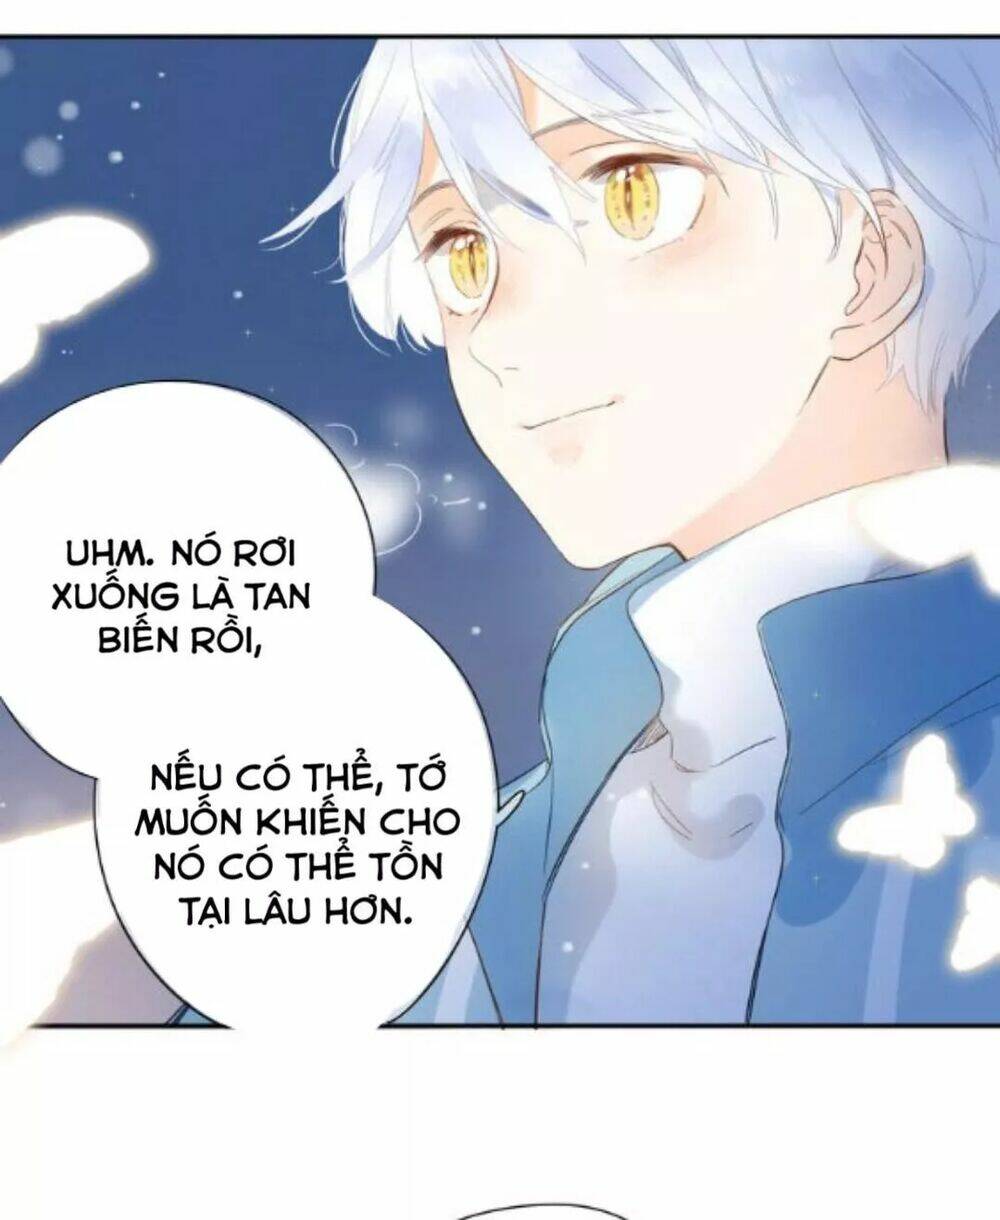 UHM. NÓ RƠI
XUỐNG LÀ TAN
BIẾN RỒI,
NẾU CÓ THỂ, TỚ
MUỐN KHIẾN CHO
NÓ CÓ THỂ TỒN
TẠI LÂU HƠN.